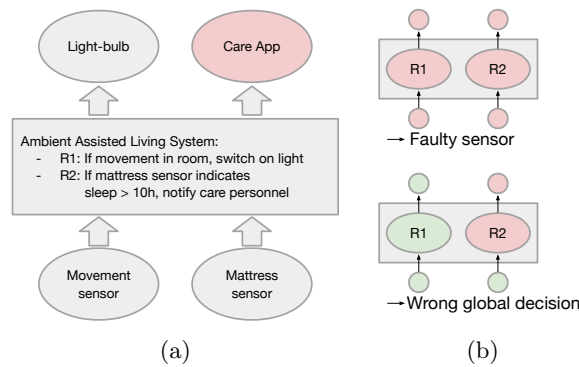 Light-bulb
Care App
Ambient Assisted Living System:
- R1: If movement in room, switch on light
- R2: If mattress sensor indicates
sleep > 10h, notify care personnel
Movement
sensor
Mattress
sensor
(a)
R1
R2
Faulty sensor
R1
R2
Wrong global decision
(b)